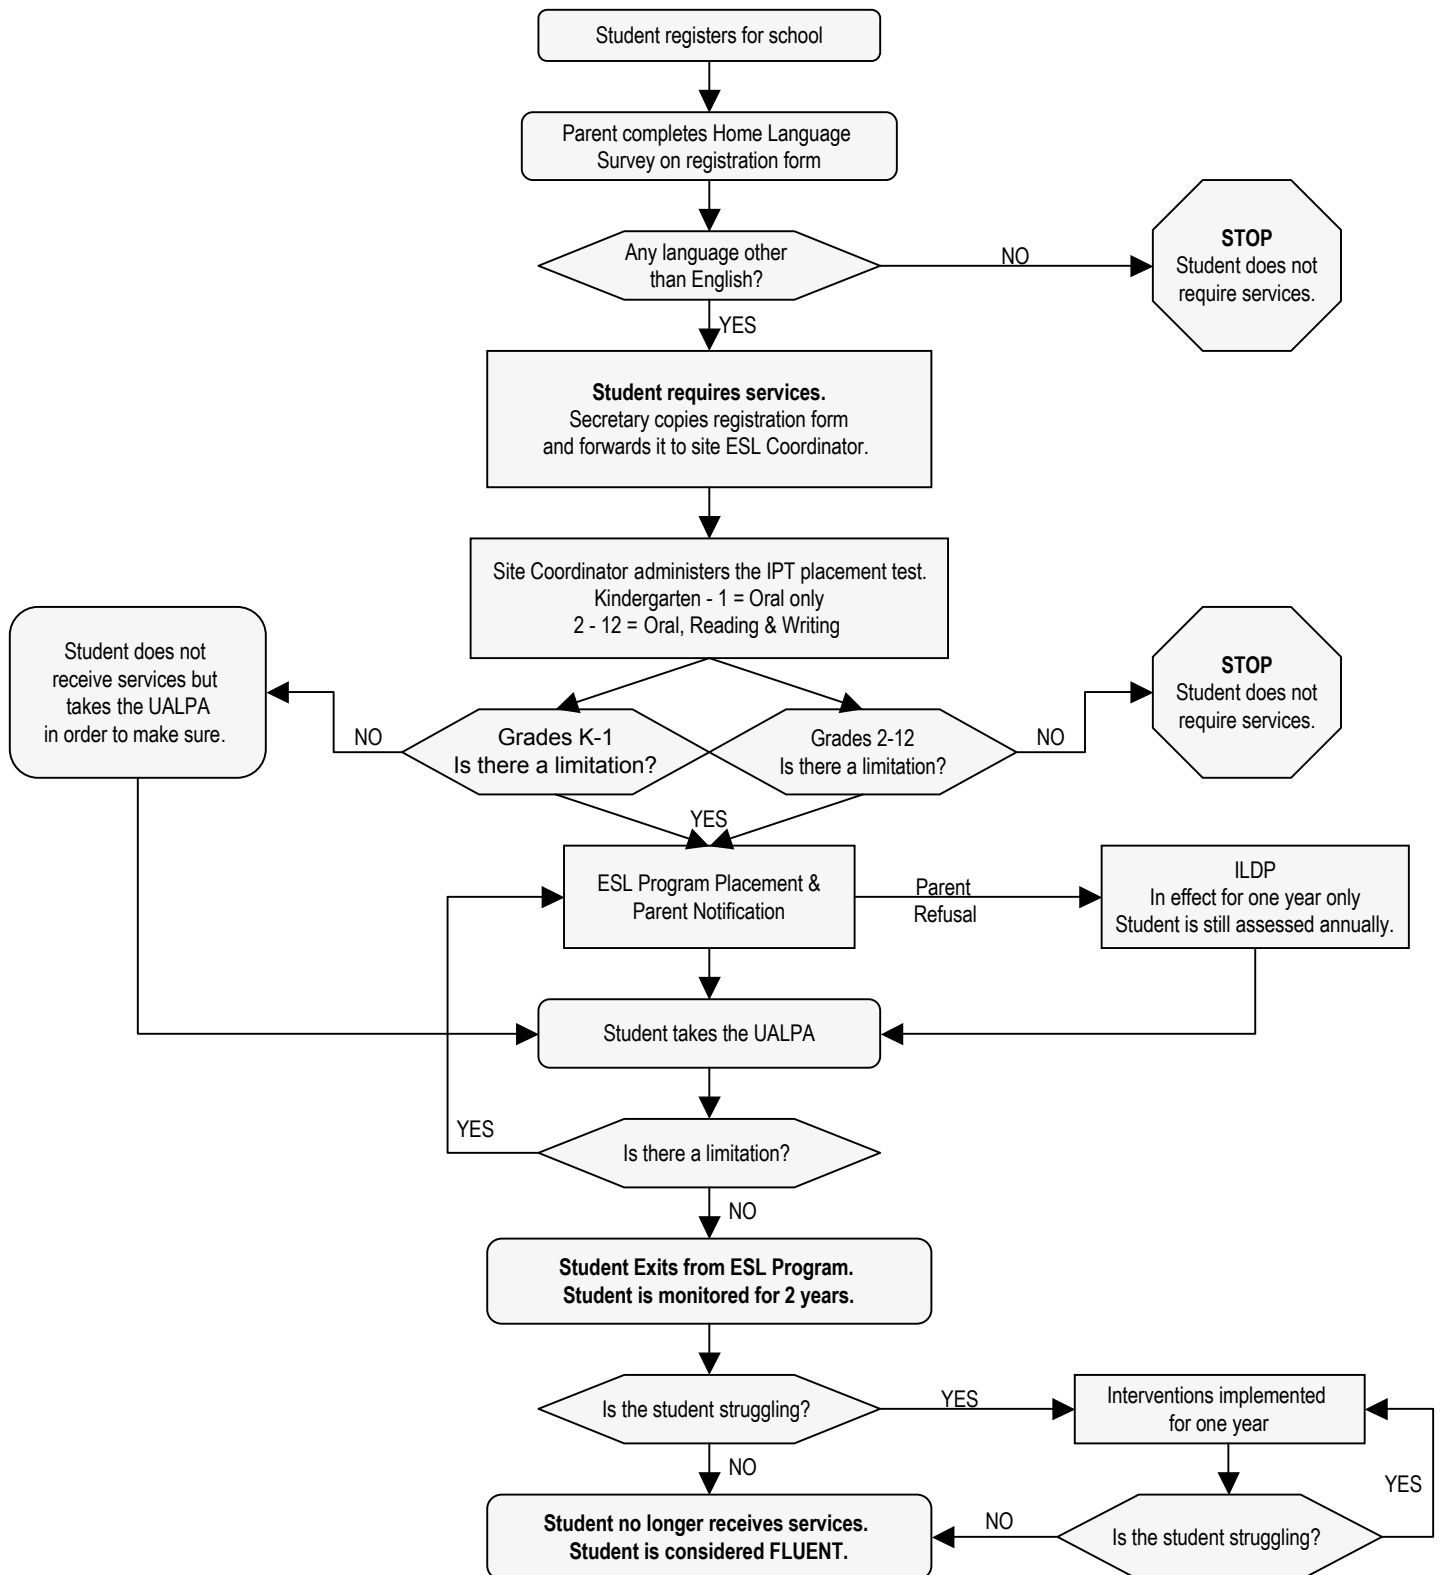 Student registers for school
Parent completes Home Language
Survey on registration form
Any language other
than English?
NO
STOP
Student does not
require services.
YES
Student requires services.
Secretary copies registration form
and forwards it to site ESL Coordinator.
Site Coordinator administers the IPT placement test.
Kindergarten - 1 = Oral only
2 - 12 = Oral, Reading & Writing
Student does not
receive services but
takes the UALPA
in order to make sure.
NO
Grades K-1
Is there a limitation?
Grades 2-12
Is there a limitation?
NO
STOP
Student does not
require services.
YES
ESL Program Placement &
Parent Notification
Parent
Refusal
ILDP
In effect for one year only
Student is still assessed annually.
Student takes the UALPA
YES
Is there a limitation?
NO
Student Exits from ESL Program.
Student is monitored for 2 years.
Is the student struggling?
YES
Interventions implemented
for one year
NO
YES
Student no longer receives services.
Student is considered FLUENT.
NO
Is the student struggling?